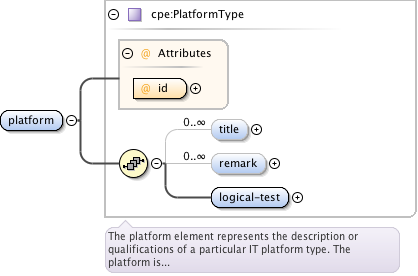 cpe:PlatformType
@ Attributes
@ id
platform
0..∞
title
0..∞
remark
logical-test
The platform element represents the description or
qualifications of a particular IT platform type. The
platform is...